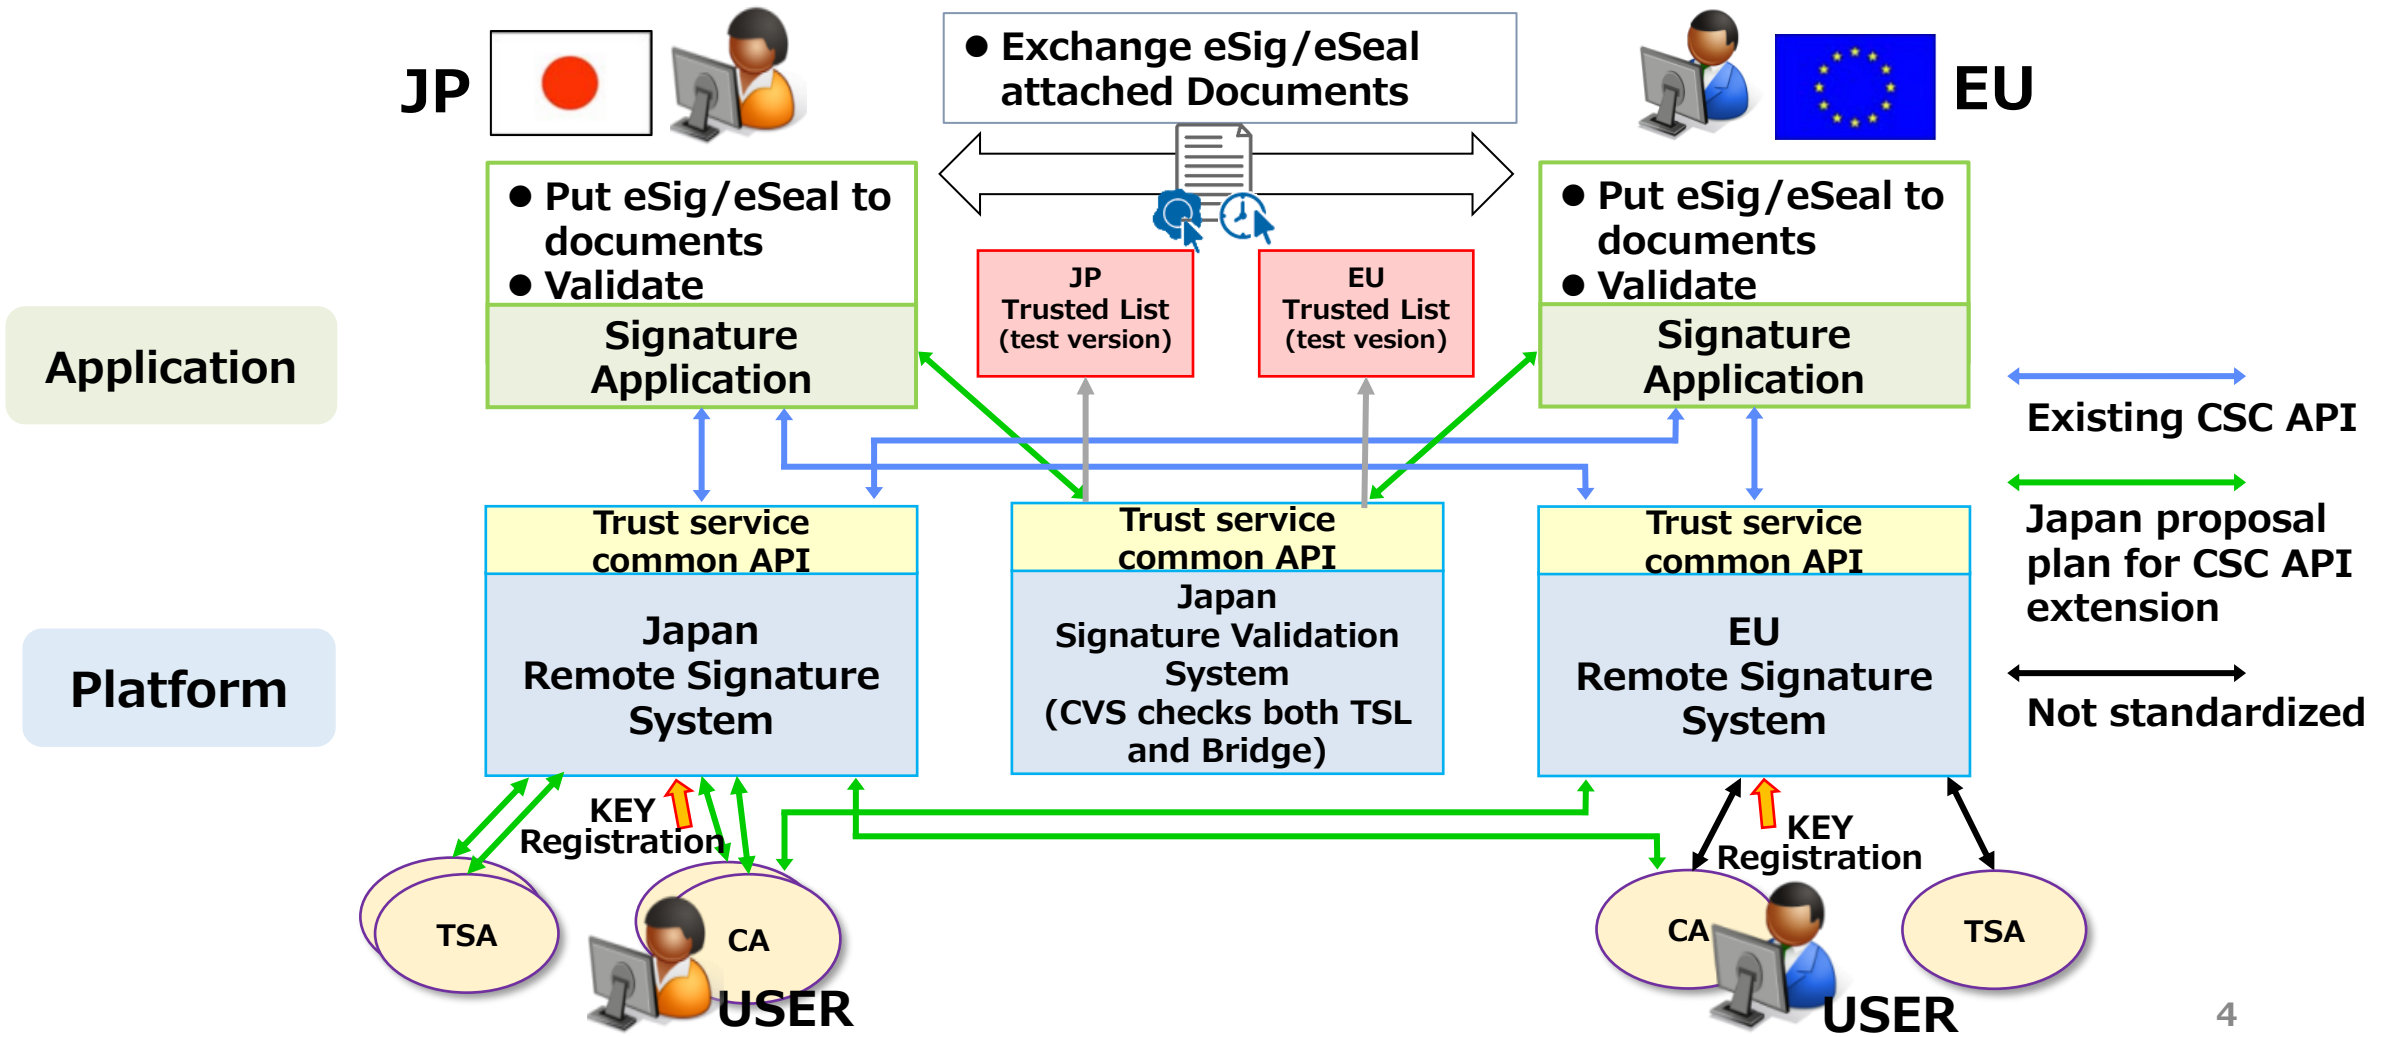 JP
● Exchange eSig/eSeal
attached Documents
EU
● Put eSig/eSeal to
documents
● Validate
Signature
Application
JP
Trusted List
(test version)
EU
Trusted List
(test vesion)
● Put eSig/eSeal to
documents
● Validate
Signature
Application
Application
Existing CSC API
Japan proposal
plan for CSC API
extension
Not standardized
Trust service
common API
Japan
Remote Signature
System
Trust service
common API
Japan
Signature Validation
System
(CVS checks both TSL
and Bridge)
Trust service
common API
EU
Remote Signature
System
Platform
KEY
Registration
KEY
Registration
TSA
CA
USER
CA
TSA
USER
4